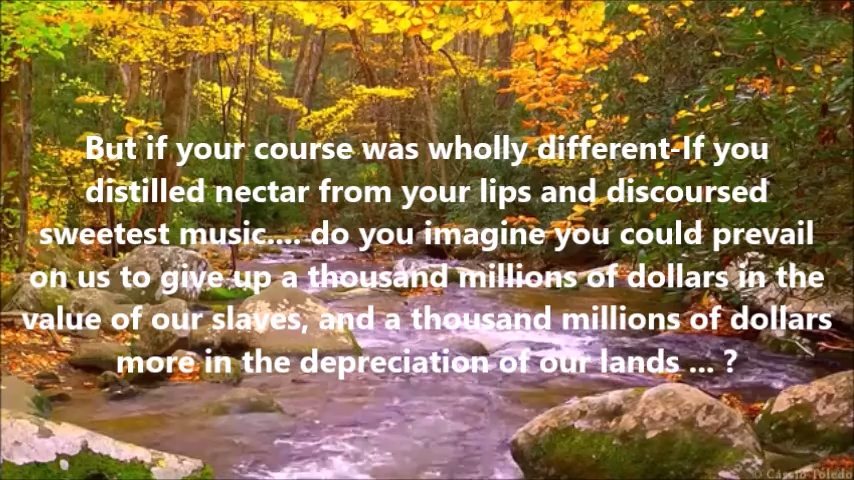 But if your course was wholly different-If you
distilled nectar from your lips and discoursed
sweetest music.... do you imagine you could prevail
on us to give up a thousand millions of dollars in the
value of our slaves, and a thousand millions of dollars
more in the depreciation of our lands ... ?
© Cássio Toledo